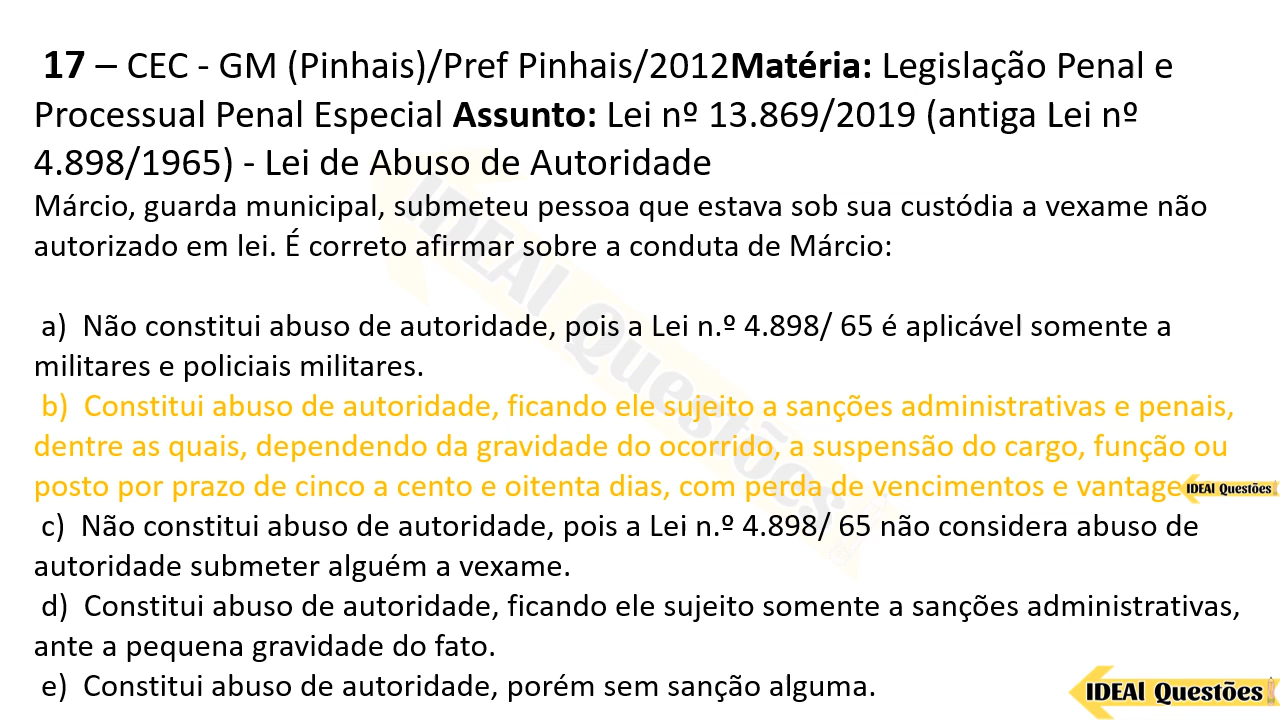 17 – CEC - GM (Pinhais)/Pref Pinhais/2012Matéria: Legislação Penal e
Processual Penal Especial Assunto: Lei nº 13.869/2019 (antiga Lei nº
4.898/1965) - Lei de Abuso de Autoridade
Márcio, guarda municipal, submeteu pessoa que estava sob sua custódia a vexame não
autorizado em lei. É correto afirmar sobre a conduta de Márcio:
a) Não constitui abuso de autoridade, pois a Lei n.º 4.898/ 65 é aplicável somente a
militares e policiais militares.
b) Constitui abuso de autoridade, ficando ele sujeito a sanções administrativas e penais,
dentre as quais, dependendo da gravidade do ocorrido, a suspensão do cargo, função ou
posto por prazo de cinco a cento e oitenta dias, com perda de vencimentos e vantage
IDEAl Questões
c) Não constitui abuso de autoridade, pois a Lei n.º 4.898/ 65 não considera abuso de
autoridade submeter alguém a vexame.
d) Constitui abuso de autoridade, ficando ele sujeito somente a sanções administrativas,
ante a pequena gravidade do fato.
e) Constitui abuso de autoridade, porém sem sanção alguma.
IDEAl Questões
IDEAl Questões